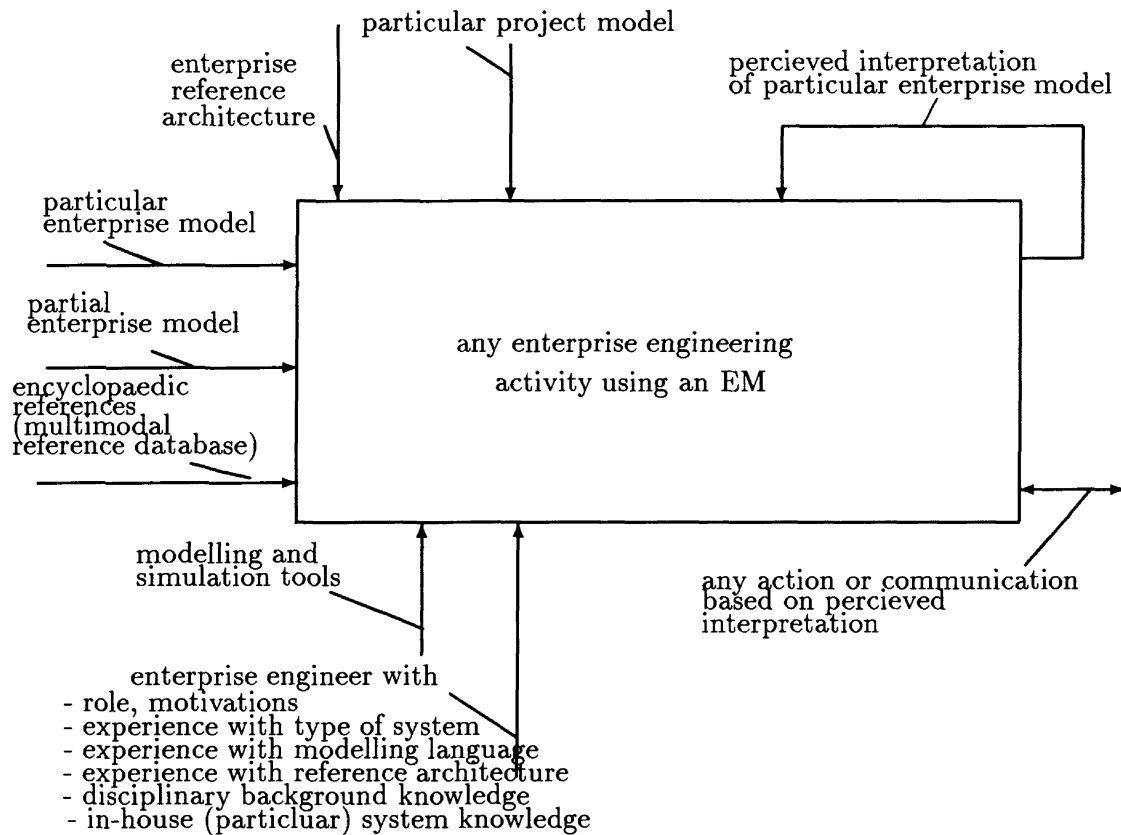 particular project model
enterprise
reference
architecture
percieved interpretation
of particular enterprise model
particular
enterprise model
partial
enterprise model
encyclopaedic
references
(multimodal
reference database)
any enterprise engineering
activity using an EM
modelling and
simulation tools
any action or communication
based on percieved
interpretation
enterprise engineer with
- role, motivations
- experience with type of system
- experience with modelling language
- experience with reference architecture
- disciplinary background knowledge
- in-house (particluar) system knowledge